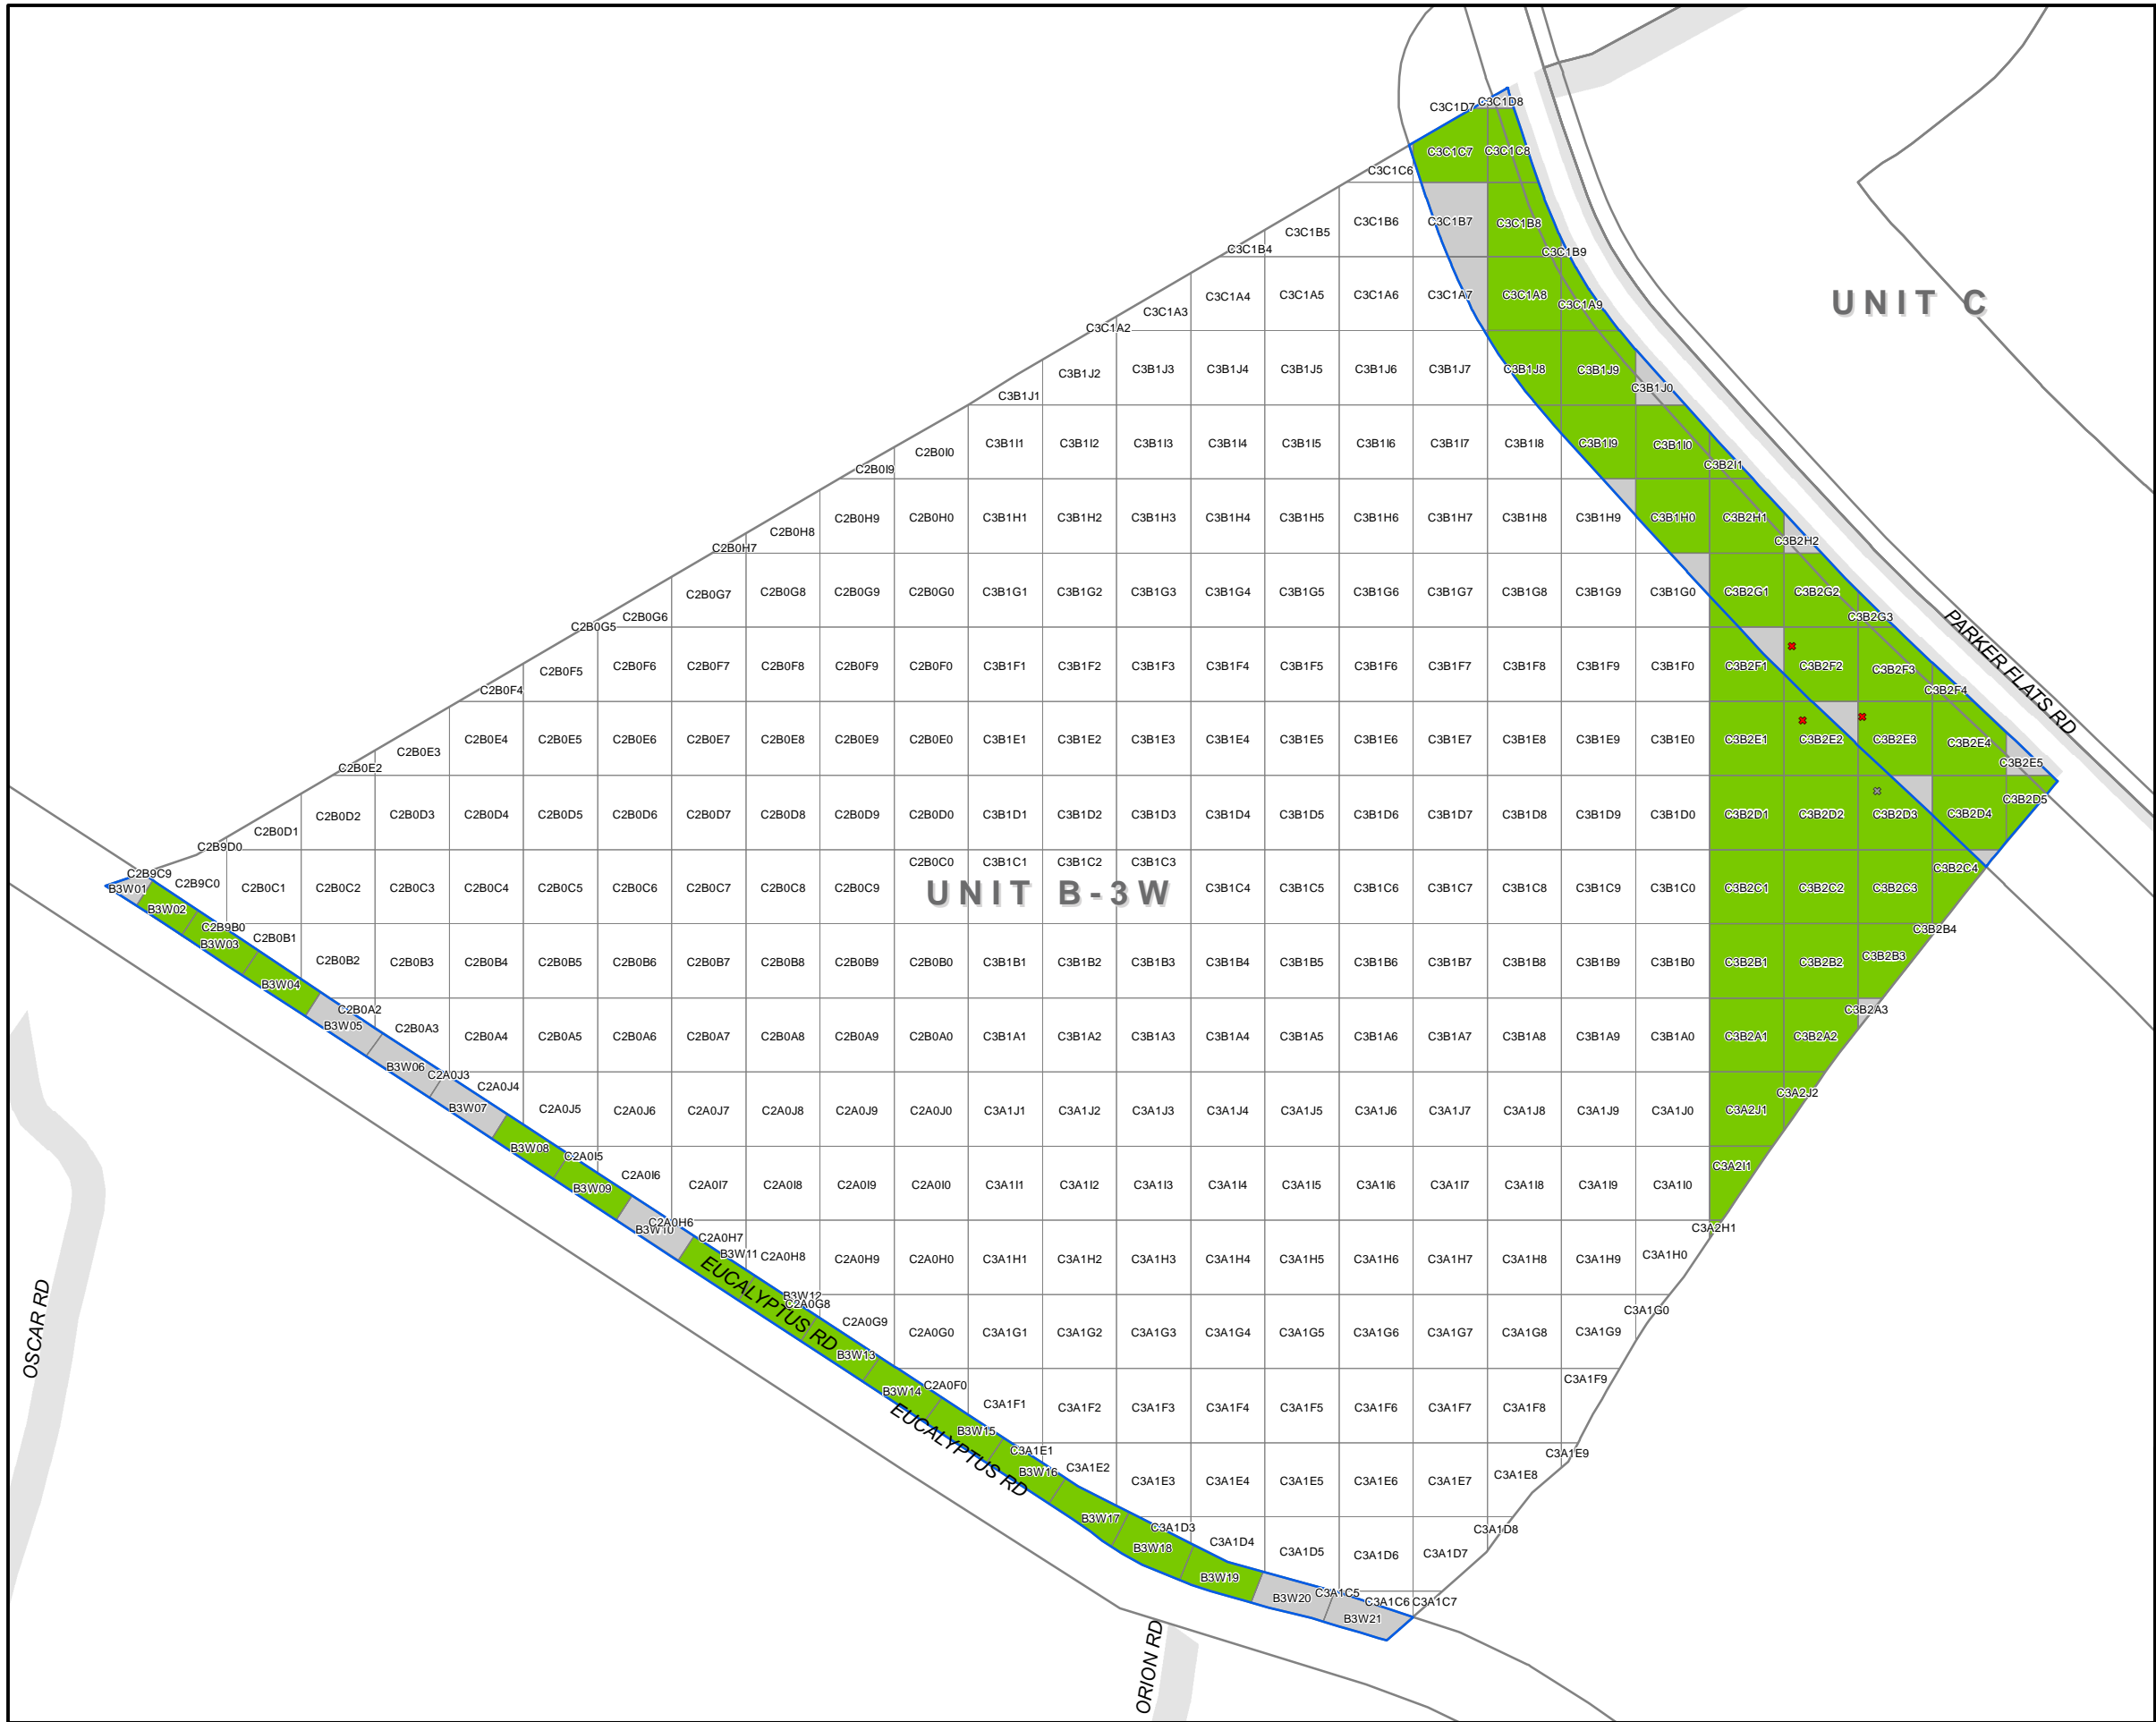 C3C1D7 C3C1D8
C3C1C6 C3C1C7 C3C1C8
C3C1B4 C3C1B5 C3C1B6 C3C1B7 C3C1B8 C3C1B9
UNIT C
C3C1A2 C3C1A3 C3C1A4 C3C1A5 C3C1A6 C3C1A7 C3C1A8 C3C1A9
C3B1J1 C3B1J2 C3B1J3 C3B1J4 C3B1J5 C3B1J6 C3B1J7 C3B1J8 C3B1J9 C3B1J0
C2B0I9 C2B0I0 C3B1I1 C3B1I2 C3B1I3 C3B1I4 C3B1I5 C3B1I6 C3B1I7 C3B1I8 C3B1I9 C3B1I0 C3B2I1
C2B0H7 C2B0H8 C2B0H9 C2B0H0 C3B1H1 C3B1H2 C3B1H3 C3B1H4 C3B1H5 C3B1H6 C3B1H7 C3B1H8 C3B1H9 C3B1H0 C3B2H1 C3B2H2
C2B0G5 C2B0G6 C2B0G7 C2B0G8 C2B0G9 C2B0G0 C3B1G1 C3B1G2 C3B1G3 C3B1G4 C3B1G5 C3B1G6 C3B1G7 C3B1G8 C3B1G9 C3B1G0 C3B2G1 C3B2G2 C3B2G3
PARKER FLATS RD
C2B0F4 C2B0F5 C2B0F6 C2B0F7 C2B0F8 C2B0F9 C2B0F0 C3B1F1 C3B1F2 C3B1F3 C3B1F4 C3B1F5 C3B1F6 C3B1F7 C3B1F8 C3B1F9 C3B1F0 C3B2F1 C3B2F2 C3B2F3 C3B2F4
C2B0E2 C2B0E3 C2B0E4 C2B0E5 C2B0E6 C2B0E7 C2B0E8 C2B0E9 C2B0E0 C3B1E1 C3B1E2 C3B1E3 C3B1E4 C3B1E5 C3B1E6 C3B1E7 C3B1E8 C3B1E9 C3B1E0 C3B2E1 C3B2E2 C3B2E3 C3B2E4 C3B2E5
C2B9D0 C2B0D1 C2B0D2 C2B0D3 C2B0D4 C2B0D5 C2B0D6 C2B0D7 C2B0D8 C2B0D9 C2B0D0 C3B1D1 C3B1D2 C3B1D3 C3B1D4 C3B1D5 C3B1D6 C3B1D7 C3B1D8 C3B1D9 C3B1D0 C3B2D1 C3B2D2 C3B2D3 C3B2D4 C3B2D5
C2B9C9 C2B9C0 C2B0C1 C2B0C2 C2B0C3 C2B0C4 C2B0C5 C2B0C6 C2B0C7 C2B0C8 C2B0C9 C2B0C0 C3B1C1 C3B1C2 C3B1C3 C3B1C4 C3B1C5 C3B1C6 C3B1C7 C3B1C8 C3B1C9 C3B1C0 C3B2C1 C3B2C2 C3B2C3 C3B2C4
UNIT B-3W
B3W01 B3W02 B3W03 B3W04
C2B9B0 C2B0B1 C2B0B2 C2B0B3 C2B0B4 C2B0B5 C2B0B6 C2B0B7 C2B0B8 C2B0B9 C2B0B0 C3B1B1 C3B1B2 C3B1B3 C3B1B4 C3B1B5 C3B1B6 C3B1B7 C3B1B8 C3B1B9 C3B1B0 C3B2B1 C3B2B2 C3B2B3 C3B2B4
B3W05 B3W06
C2B0A2 C2B0A3 C2B0A4 C2B0A5 C2B0A6 C2B0A7 C2B0A8 C2B0A9 C2B0A0 C3B1A1 C3B1A2 C3B1A3 C3B1A4 C3B1A5 C3B1A6 C3B1A7 C3B1A8 C3B1A9 C3B1A0 C3B2A1 C3B2A2 C3B2A3
B3W07 B3W08
C2A0J3 C2A0J4 C2A0J5 C2A0J6 C2A0J7 C2A0J8 C2A0J9 C2A0J0 C3A1J1 C3A1J2 C3A1J3 C3A1J4 C3A1J5 C3A1J6 C3A1J7 C3A1J8 C3A1J9 C3A1J0 C3A2J1 C3A2J2
B3W09 B3W10
C2A0I5 C2A0I6 C2A0I7 C2A0I8 C2A0I9 C2A0I0 C3A1I1 C3A1I2 C3A1I3 C3A1I4 C3A1I5 C3A1I6 C3A1I7 C3A1I8 C3A1I9 C3A1I0 C3A2I1
B3W11 B3W12
C2A0H6 C2A0H7 C2A0H8 C2A0H9 C2A0H0 C3A1H1 C3A1H2 C3A1H3 C3A1H4 C3A1H5 C3A1H6 C3A1H7 C3A1H8 C3A1H9 C3A1H0 C3A2H1
OSCAR RD
EUCALYPTUS RD
C2A0G8 C2A0G9 C2A0G0 C3A1G1 C3A1G2 C3A1G3 C3A1G4 C3A1G5 C3A1G6 C3A1G7 C3A1G8 C3A1G9 C3A1G0
B3W13 B3W14 B3W15
C2A0F0 C3A1F1 C3A1F2 C3A1F3 C3A1F4 C3A1F5 C3A1F6 C3A1F7 C3A1F8 C3A1F9
EUCALYPTUS RD
B3W16 B3W17
C3A1E1 C3A1E2 C3A1E3 C3A1E4 C3A1E5 C3A1E6 C3A1E7 C3A1E8 C3A1E9
B3W18 B3W19
C3A1D3 C3A1D4 C3A1D5 C3A1D6 C3A1D7 C3A1D8
B3W20 C3A1C5 C3A1C6 C3A1C7
B3W21
ORION RD